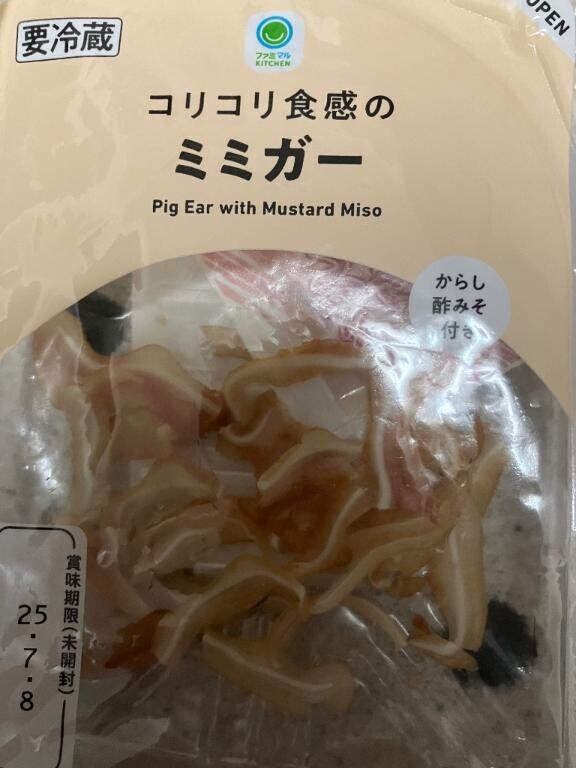 要冷蔵
ファミマル
KITCHEN
OPEN
コリコリ食感の
ミミガー
Pig Ear with Mustard Miso
からし
酢みそ
付き
賞味期限(未開封)
25.7.8